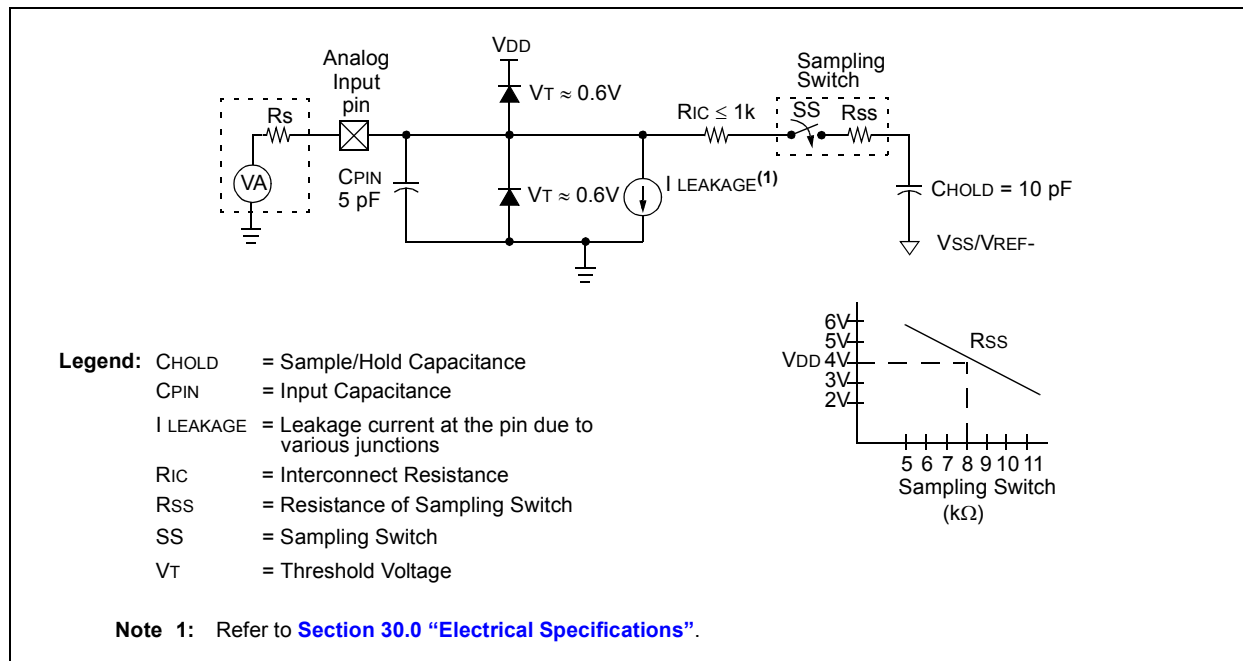 VDD
Analog
Input
pin
Sampling
Switch
VT ≈ 0.6V
RIC ≤ 1k
SS
RSS
Rs
VA
CPIN
5 pF
VT ≈ 0.6V
I LEAKAGE(1)
CHOLD = 10 pF
VSS/VREF-
6V
5V
VDD 4V
3V
2V
RSS
5 6 7 8 9 10 11
Sampling Switch
(kΩ)
Legend: CHOLD = Sample/Hold Capacitance
CPIN = Input Capacitance
I LEAKAGE = Leakage current at the pin due to
various junctions
RIC = Interconnect Resistance
RSS = Resistance of Sampling Switch
SS = Sampling Switch
VT = Threshold Voltage
Note 1: Refer to Section 30.0 “Electrical Specifications”.